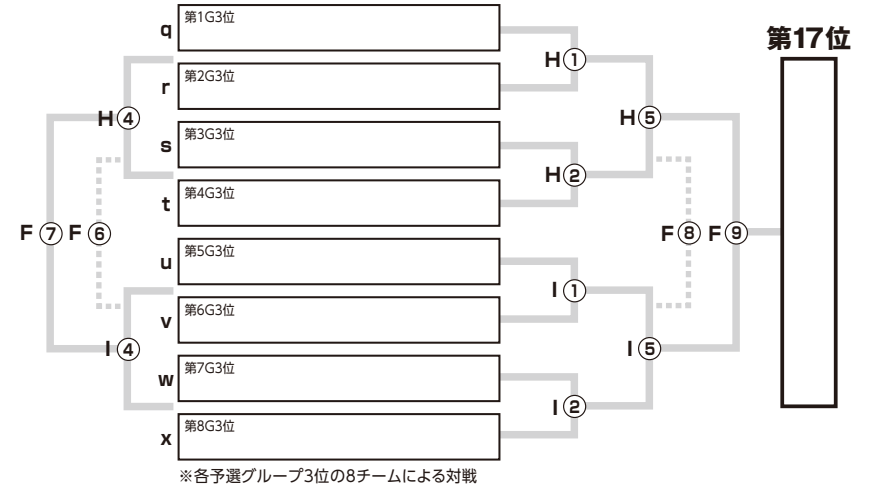 第17位
q 第1G3位
H①
r 第2G3位
H④ H⑤
s 第3G3位
H②
t 第4G3位
F⑦ F⑥ F⑧ F⑨
u 第5G3位
I①
v 第6G3位
I④ I⑤
w 第7G3位
I②
x 第8G3位
※各予選グループ3位の8チームによる対戦